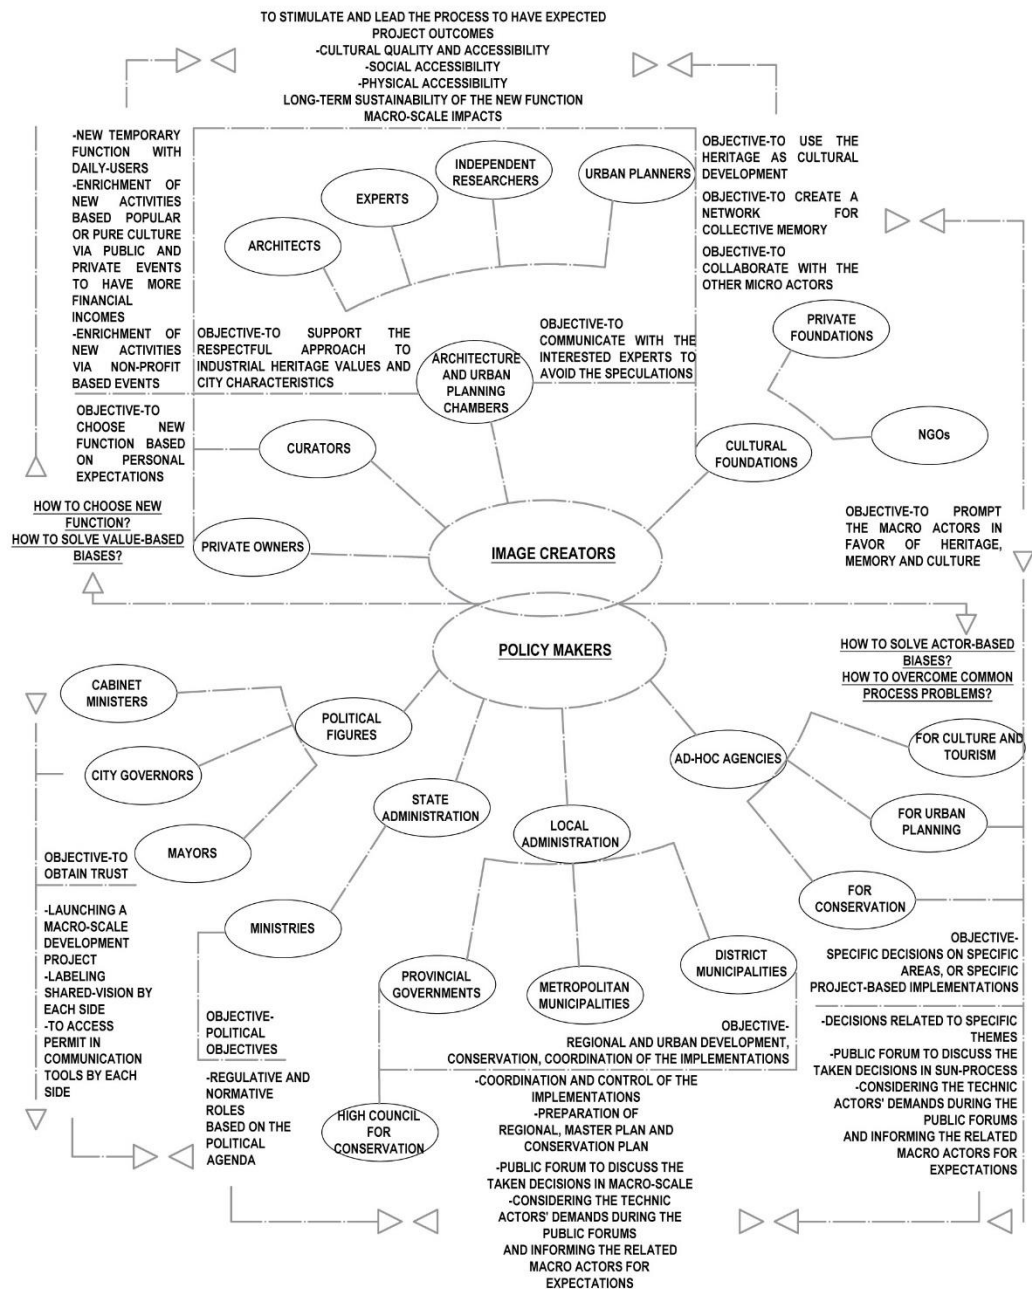 TO STIMULATE AND LEAD THE PROCESS TO HAVE EXPECTED
PROJECT OUTCOMES
-CULTURAL QUALITY AND ACCESSIBILITY
-SOCIAL ACCESSIBILITY
-PHYSICAL ACCESSIBILITY
LONG-TERM SUSTAINABILITY OF THE NEW FUNCTION
MACRO-SCALE IMPACTS
-NEW TEMPORARY
FUNCTION WITH
DAILY-USERS
-ENRICHMENT OF
NEW ACTIVITIES
BASED POPULAR
OR PURE CULTURE
VIA PUBLIC AND
PRIVATE EVENTS
TO HAVE MORE
FINANCIAL
INCOMES
-ENRICHMENT OF
NEW ACTIVITIES
VIA NON-PROFIT
BASED EVENTS
ARCHITECTS
EXPERTS
INDEPENDENT
RESEARCHERS
URBAN PLANNERS
OBJECTIVE-TO USE THE
HERITAGE AS CULTURAL
DEVELOPMENT
OBJECTIVE-TO CREATE A
NETWORK FOR
COLLECTIVE MEMORY
OBJECTIVE-TO
COLLABORATE WITH THE
OTHER MICRO ACTORS
OBJECTIVE-TO SUPPORT THE
RESPECTFUL APPROACH TO
INDUSTRIAL HERITAGE VALUES AND
CITY CHARACTERISTICS
ARCHITECTURE
AND URBAN
PLANNING
CHAMBERS
OBJECTIVE-TO
COMMUNICATE WITH THE
INTERESTED EXPERTS TO
AVOID THE SPECULATIONS
PRIVATE
FOUNDATIONS
NGOs
OBJECTIVE-TO
CHOOSE NEW
FUNCTION BASED
ON PERSONAL
EXPECTATIONS
CURATORS
CULTURAL
FOUNDATIONS
HOW TO CHOOSE NEW
FUNCTION?
HOW TO SOLVE VALUE-BASED
BIASES?
PRIVATE OWNERS
IMAGE CREATORS
OBJECTIVE-TO PROMPT
THE MACRO ACTORS IN
FAVOR OF HERITAGE,
MEMORY AND CULTURE
POLICY MAKERS
HOW TO SOLVE ACTOR-BASED
BIASES?
HOW TO OVERCOME COMMON
PROCESS PROBLEMS?
CABINET
MINISTERS
CITY GOVERNORS
MAYORS
POLITICAL
FIGURES
STATE
ADMINISTRATION
LOCAL
ADMINISTRATION
AD-HOC AGENCIES
FOR CULTURE AND
TOURISM
FOR URBAN
PLANNING
FOR
CONSERVATION
OBJECTIVE-TO
OBTAIN TRUST
-LAUNCHING A
MACRO-SCALE
DEVELOPMENT
PROJECT
-LABELING
SHARED-VISION BY
EACH SIDE
-TO ACCESS
PERMIT IN
COMMUNICATION
TOOLS BY EACH
SIDE
MINISTRIES
PROVINCIAL
GOVERNMENTS
METROPOLITAN
MUNICIPALITIES
DISTRICT
MUNICIPALITIES
OBJECTIVE-
SPECIFIC DECISIONS ON SPECIFIC
AREAS, OR SPECIFIC
PROJECT-BASED IMPLEMENTATIONS
OBJECTIVE-
POLITICAL
OBJECTIVES
-REGULATIVE AND
NORMATIVE
ROLES
BASED ON THE
POLITICAL
AGENDA
OBJECTIVE-
REGIONAL AND URBAN DEVELOPMENT,
CONSERVATION, COORDINATION OF THE IMPLEMENTATIONS
HIGH COUNCIL
FOR
CONSERVATION
-COORDINATION AND CONTROL OF THE
IMPLEMENTATIONS
-PREPARATION OF
REGIONAL, MASTER PLAN AND
CONSERVATION PLAN
-PUBLIC FORUM TO DISCUSS THE
TAKEN DECISIONS IN MACRO-SCALE
-CONSIDERING THE TECHNIC
ACTORS' DEMANDS DURING THE
PUBLIC FORUMS
AND INFORMING THE RELATED
MACRO ACTORS FOR
EXPECTATIONS
-DECISIONS RELATED TO SPECIFIC
THEMES
-PUBLIC FORUM TO DISCUSS THE
TAKEN DECISIONS IN SUN-PROCESS
-CONSIDERING THE TECHNIC
ACTORS' DEMANDS DURING THE
PUBLIC FORUMS
AND INFORMING THE RELATED
MACRO ACTORS FOR
EXPECTATIONS